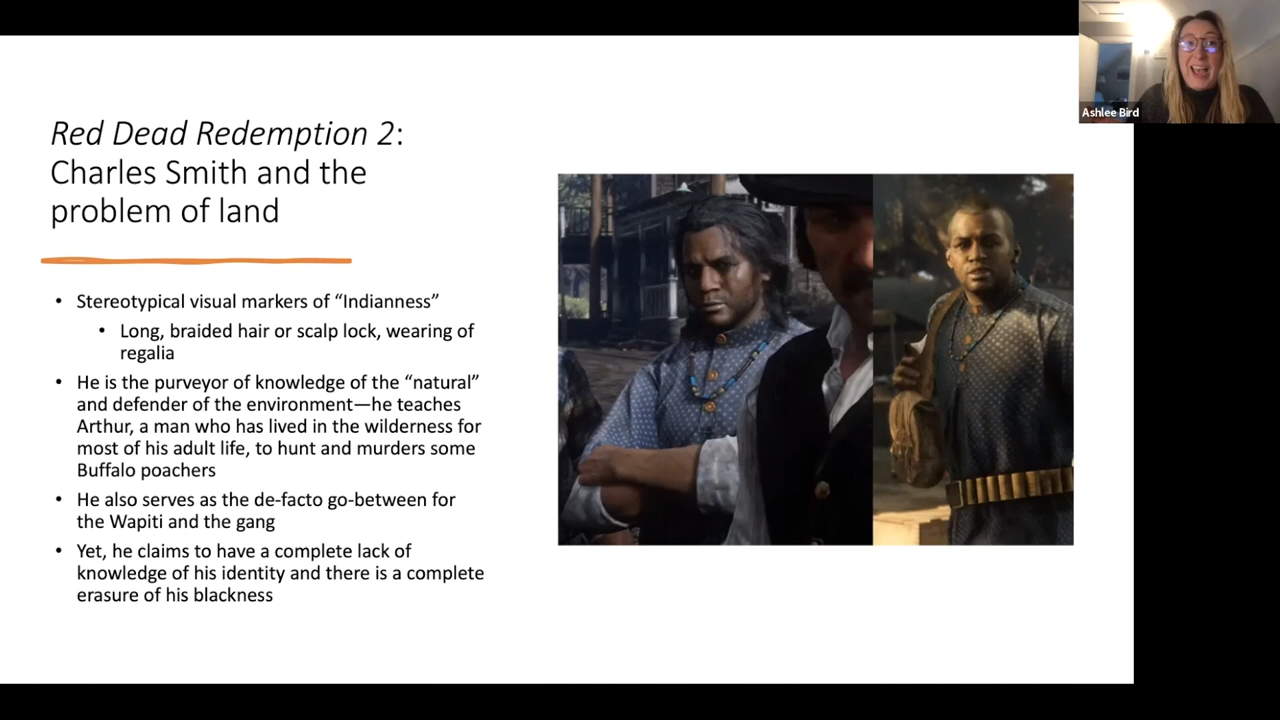 Ashlee Bird
Red Dead Redemption 2:
Charles Smith and the
problem of land
• Stereotypical visual markers of “Indianness”
• Long, braided hair or scalp lock, wearing of
regalia
• He is the purveyor of knowledge of the “natural”
and defender of the environment—he teaches
Arthur, a man who has lived in the wilderness for
most of his adult life, to hunt and murders some
Buffalo poachers
• He also serves as the de-facto go-between for
the Wapiti and the gang
• Yet, he claims to have a complete lack of
knowledge of his identity and there is a complete
erasure of his blackness